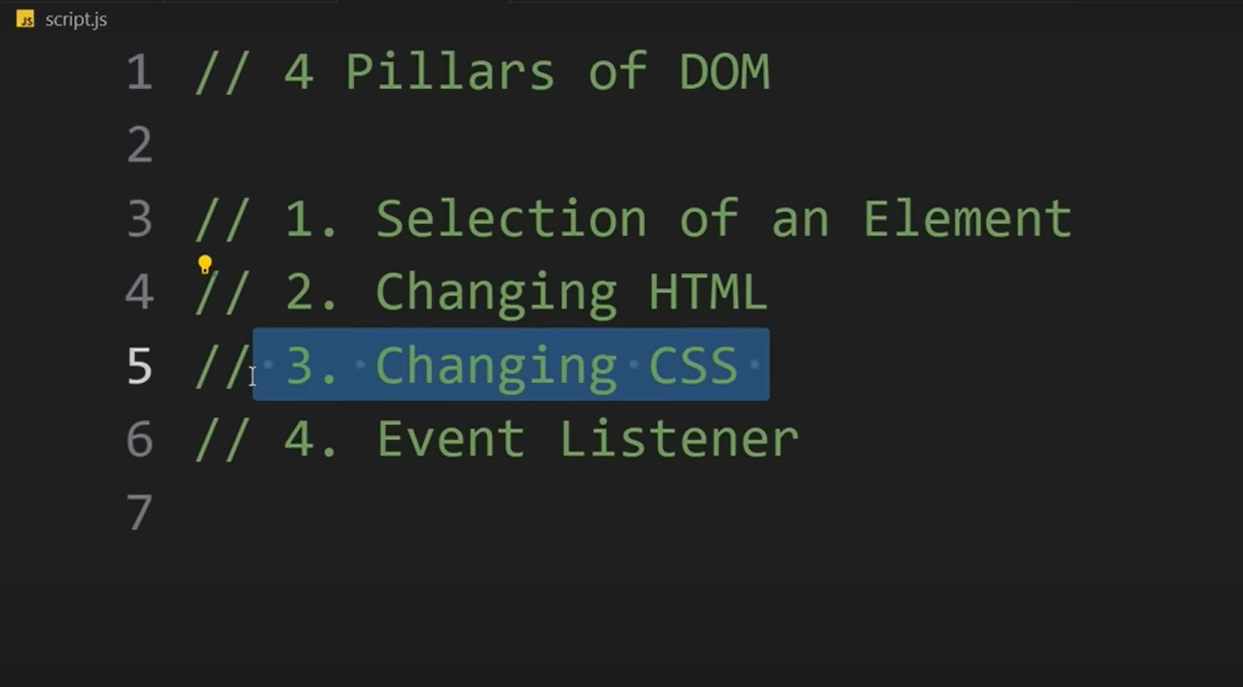 JS script.js
1 // 4 Pillars of DOM
2
3 // 1. Selection of an Element
4 // 2. Changing HTML
5 // 3. Changing CSS
6 // 4. Event Listener
7